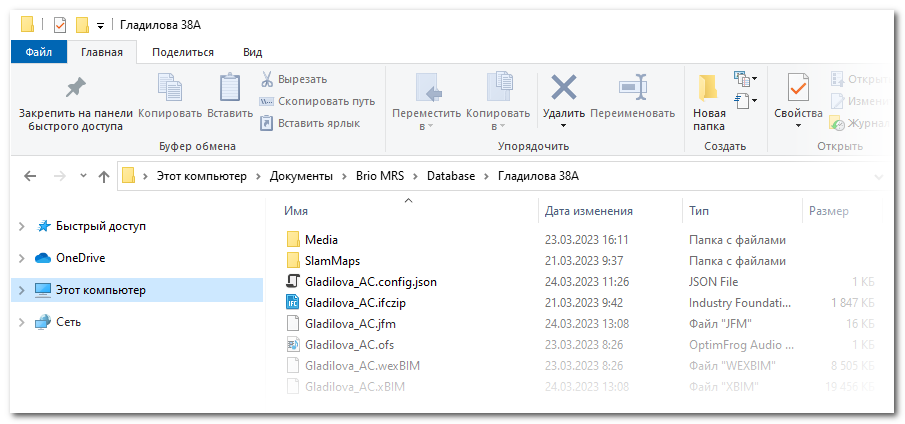 Гладилова 38А
Файл Главная Поделиться Вид
Закрепить на панели быстрого доступа
Копировать
Вставить
Вырезать
Скопировать путь
Вставить ярлык
Буфер обмена
Переместить в
Копировать в
Удалить
Переименовать
Упорядочить
Новая папка
Создать
Свойства
Откры
Измени
Журнал
Открыть
Этот компьютер Документы Brio MRS Database Гладилова 38А
Быстрый доступ
OneDrive
Этот компьютер
Сеть
Имя Дата изменения Тип Размер
Media 23.03.2023 16:11 Папка с файлами
SlamMaps 21.03.2023 9:37 Папка с файлами
Gladilova_AC.config.json 24.03.2023 11:26 JSON File 1 КБ
IFC Gladilova_AC.ifczip 21.03.2023 9:42 Industry Foundati... 1 847 КБ
Gladilova_AC.jfm 24.03.2023 13:08 Файл "JFM" 16 КБ
Gladilova_AC.ofs 23.03.2023 8:26 OptimFrog Audio ... 1 КБ
Gladilova_AC.wexBIM 23.03.2023 8:26 Файл "WEXBIM" 8 505 КБ
Gladilova_AC.xBIM 24.03.2023 13:08 Файл "XBIM" 19 456 КБ